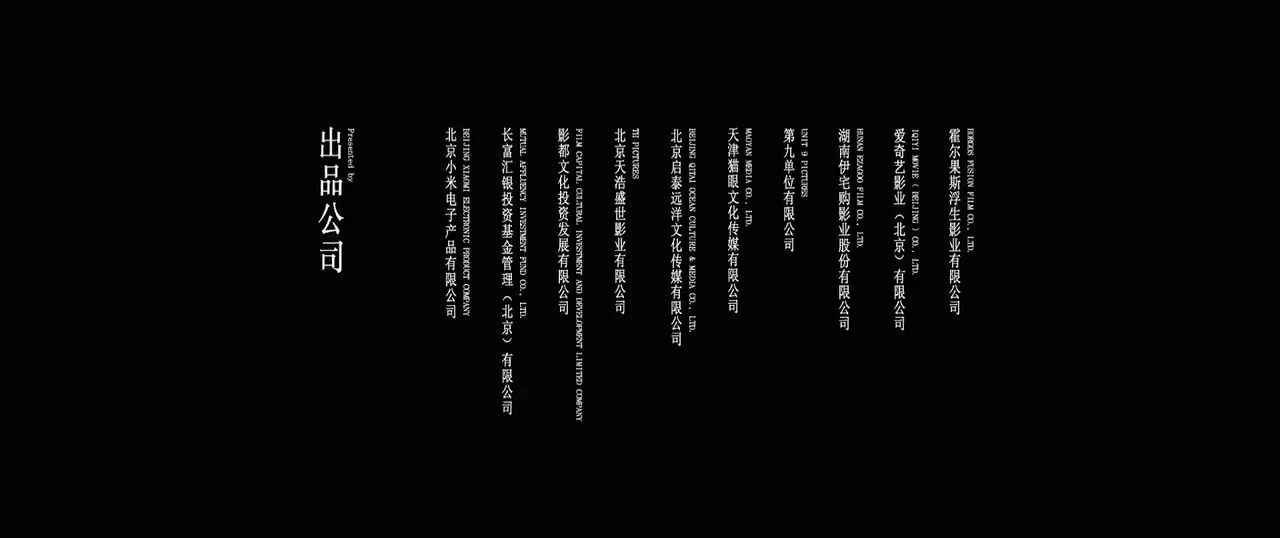 出品公司
Presented by
北京小米电子产品有限公司
BEIJING XIAOMI ELECTRONIC PRODUCT COMPANY
长富汇银投资基金管理（北京）有限公司
MUTUAL AFFLUENCY INVESTMENT FUND CO., LTD.
影都文化投资发展有限公司
FILM CAPITAL CULTURAL INVESTMENT AND DEVELOPMENT LIMITED COMPANY
北京天浩盛世影业有限公司
TH PICTURES
北京启泰远洋文化传媒有限公司
BEIJING QITAI OCEAN CULTURE & MEDIA CO., LTD.
天津猫眼文化传媒有限公司
MAOYAN MEDIA CO., LTD.
第九单位有限公司
UNIT 9 PICTURES
湖南伊宅购影业股份有限公司
HUNAN EZAGOO FILM CO., LTD.
爱奇艺影业（北京）有限公司
IQIYI MOVIE ( BEIJING ) CO., LTD.
霍尔果斯浮生影业有限公司
HORGOS FUSION FILM CO., LTD.